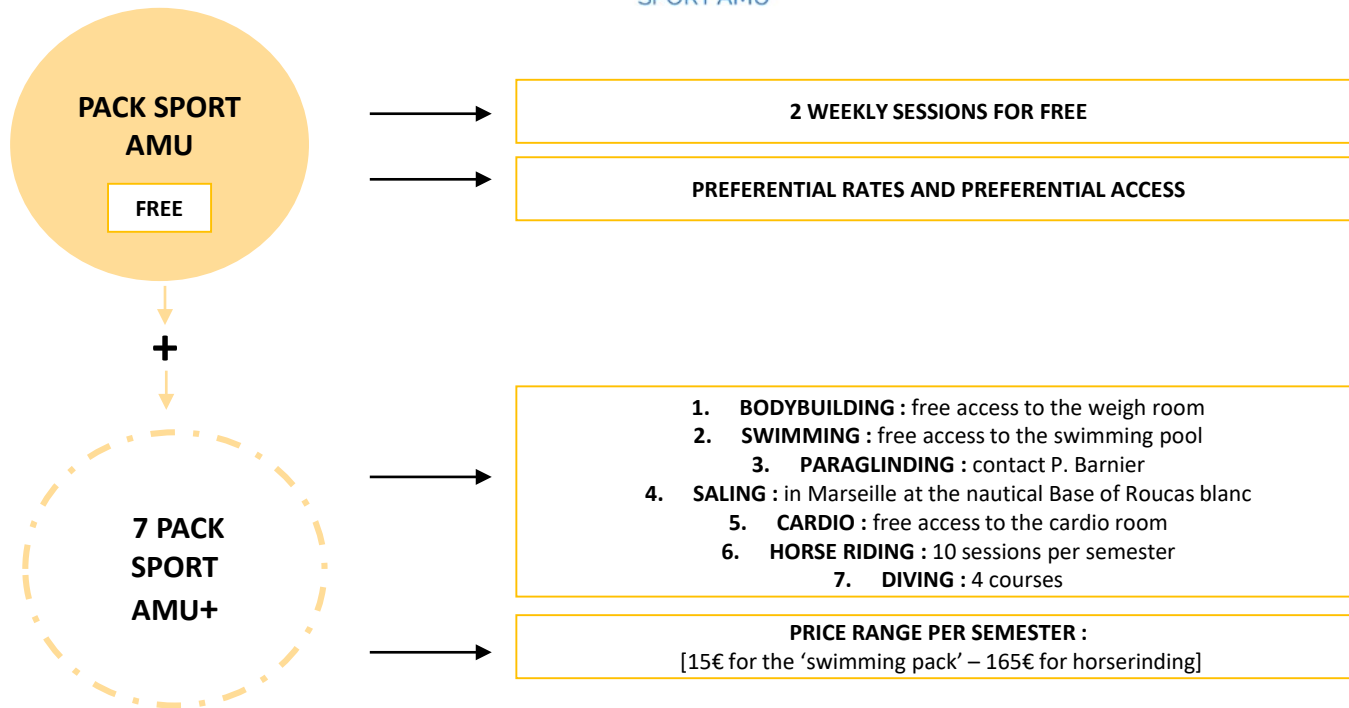 SPORT AMU
PACK SPORT
AMU
FREE
2 WEEKLY SESSIONS FOR FREE
PREFERENTIAL RATES AND PREFERENTIAL ACCESS
+
7 PACK
SPORT
AMU+
1. BODYBUILDING : free access to the weigh room
2. SWIMMING : free access to the swimming pool
3. PARAGLINDING : contact P. Barnier
4. SALING : in Marseille at the nautical Base of Roucas blanc
5. CARDIO : free access to the cardio room
6. HORSE RIDING : 10 sessions per semester
7. DIVING : 4 courses
PRICE RANGE PER SEMESTER :
[15€ for the ‘swimming pack’ – 165€ for horserinding]